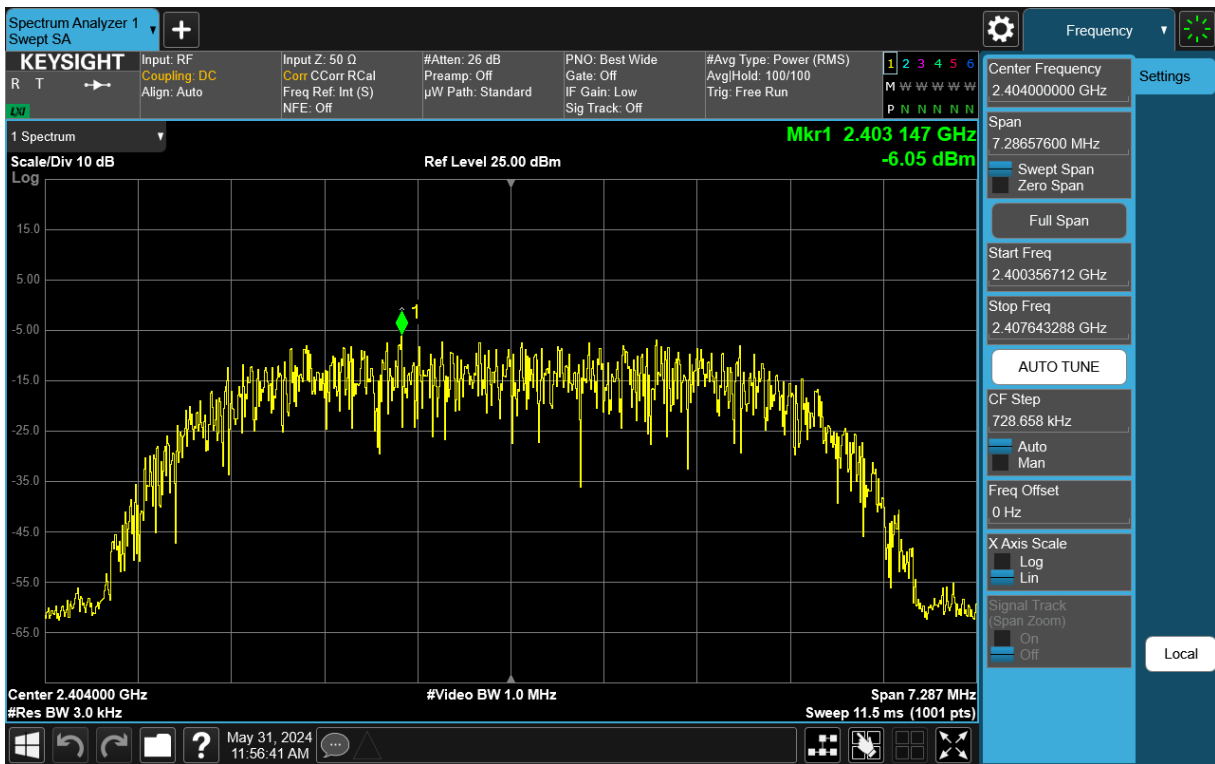 Spectrum Analyzer 1
Swept SA
Frequency
KEYSIGHT
R T
LXI
Input: RF
Coupling: DC
Align: Auto
Input Z: 50 Ω
Corr CCorr RCal
Freq Ref: Int (S)
NFE: Off
#Atten: 26 dB
Preamp: Off
µW Path: Standard
PNO: Best Wide
Gate: Off
IF Gain: Low
Sig Track: Off
#Avg Type: Power (RMS)
Avg|Hold: 100/100
Trig: Free Run
1 2 3 4 5 6
M W W W W W
P N N N N N
1 Spectrum
Scale/Div 10 dB
Log
Ref Level 25.00 dBm
Mkr1 2.403 147 GHz
-6.05 dBm
1
15.0
5.00
-5.00
-15.0
-25.0
-35.0
-45.0
-55.0
-65.0
Center 2.404000 GHz
#Res BW 3.0 kHz
#Video BW 1.0 MHz
Span 7.287 MHz
Sweep 11.5 ms (1001 pts)
Center Frequency
2.404000000 GHz
Span
7.28657600 MHz
Swept Span
Zero Span
Full Span
Start Freq
2.400356712 GHz
Stop Freq
2.407643288 GHz
AUTO TUNE
CF Step
728.658 kHz
Auto
Man
Freq Offset
0 Hz
X Axis Scale
Log
Lin
Signal Track
(Span Zoom)
On
Off
Settings
Local
?
May 31, 2024
11:56:41 AM